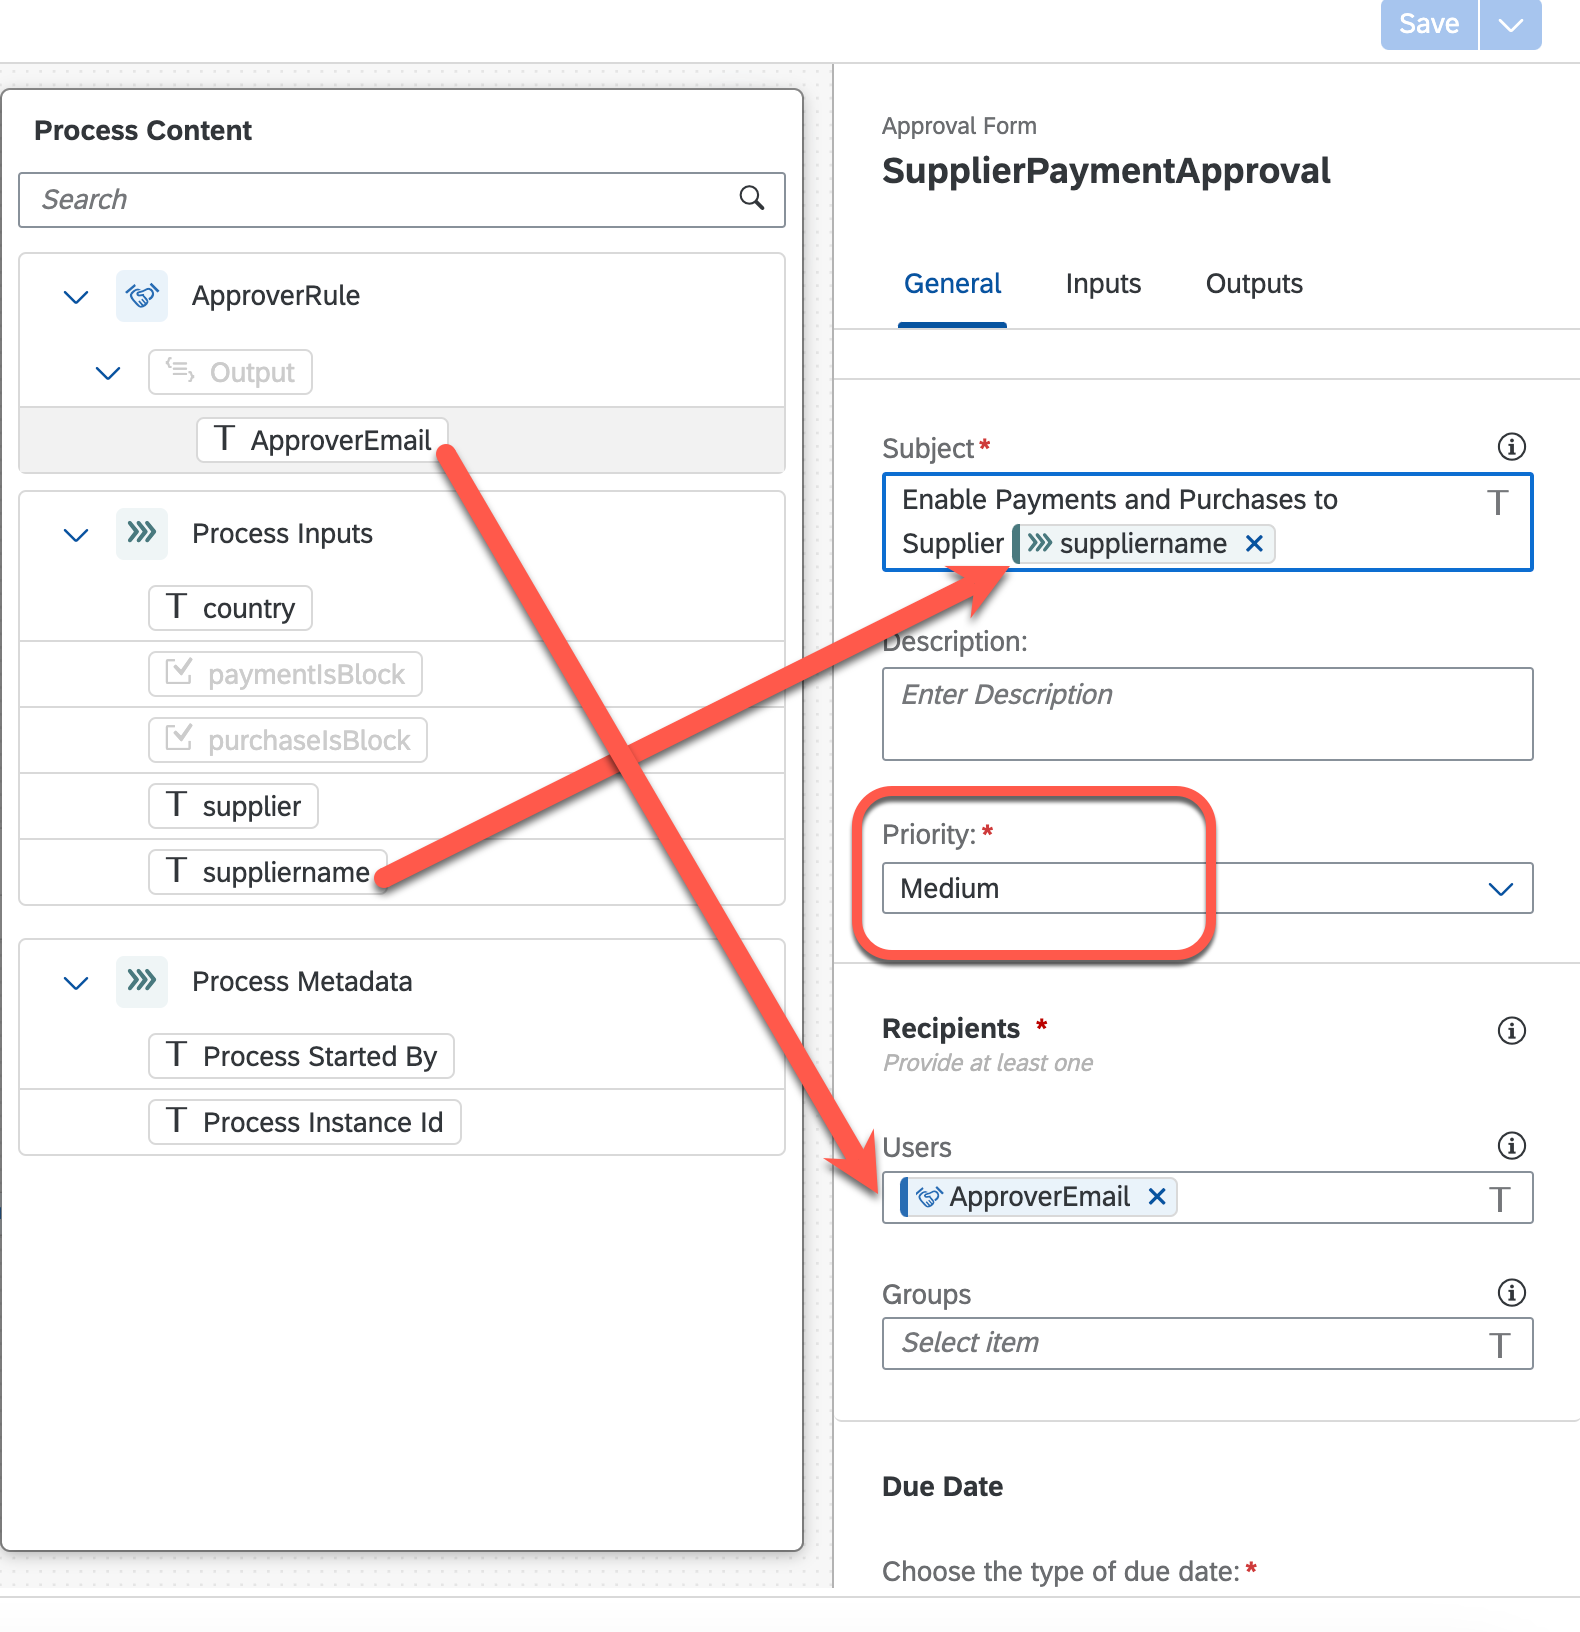 Save
Process Content
Search
ApproverRule
Output
T ApproverEmail
Process Inputs
T country
paymentIsBlock
purchaseIsBlock
T supplier
T suppliername
Process Metadata
T Process Started By
T Process Instance Id
Approval Form
SupplierPaymentApproval
General Inputs Outputs
Subject*
Enable Payments and Purchases to
Supplier suppliername
T
Description:
Enter Description
Priority: *
Medium
Recipients *
Provide at least one
Users
ApproverEmail T
Groups
Select item T
Due Date
Choose the type of due date: *